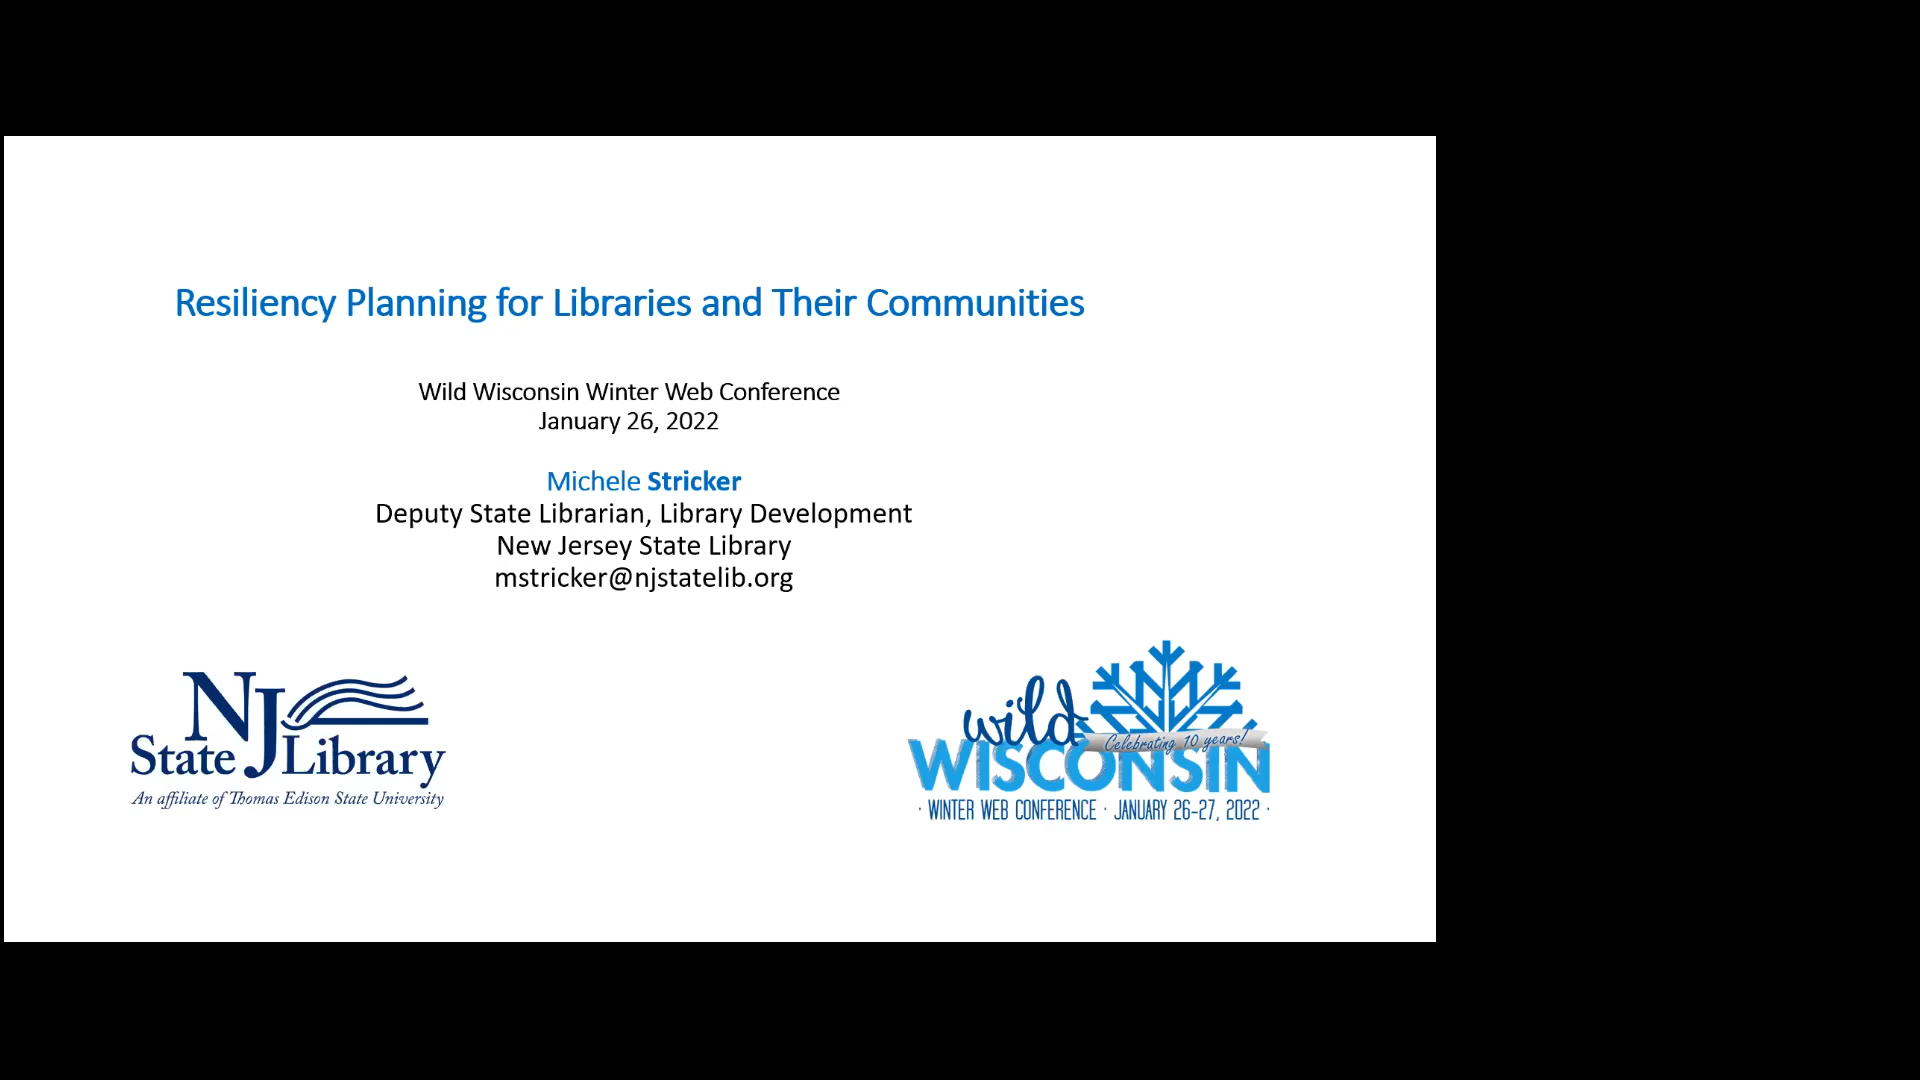 Resiliency Planning for Libraries and Their Communities
Wild Wisconsin Winter Web Conference
January 26, 2022
Michele Stricker
Deputy State Librarian, Library Development
New Jersey State Library
mstricker@njstatelib.org
NJ
State Library
An affiliate of Thomas Edison State University
wild
Celebrating 10 years!
WISCONSIN
· WINTER WEB CONFERENCE · JANUARY 26-27, 2022 ·